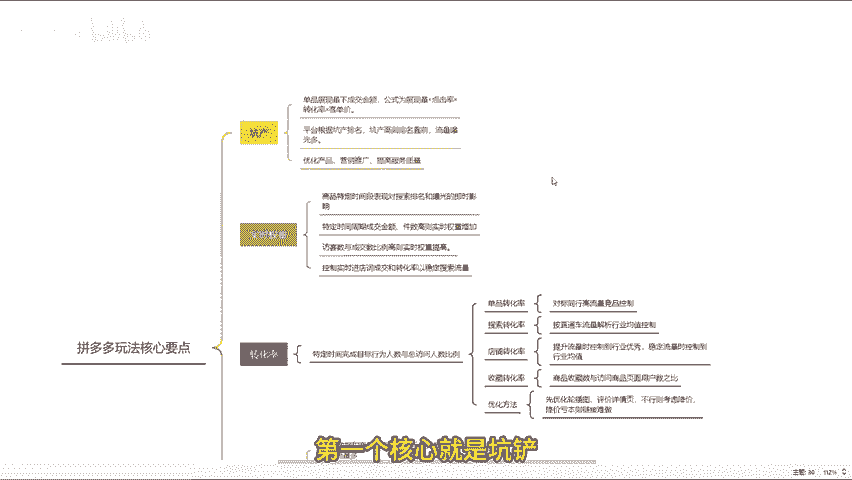 坑产
单品展现量下成交金额，公式为展现量*点击率*
转化率*客单价。
平台根据坑产排名，坑产高则排名靠前，流量曝
光多。
优化产品、营销推广、提高服务质量
商品特定时间段表现对搜索排名和曝光的即时影
响
特定时间周期成交金额、件数高则实时权重增加
访客数与成交数比例高则实时权重提高。
控制实时进店词成交和转化率以稳定搜索流量
拼多多玩法核心要点
转化率
特定时间完成目标行为人数与总访问人数比例
单品转化率
对标同行高流量竞品控制
搜索转化率
按直通车流量解析行业均值控制
店铺转化率
提升流量时控制到行业优秀，稳定流量时控制到
行业均值
收藏转化率
商品收藏数与访问商品页面用户数之比
优化方法
先优化轮播图、评价详情页，不行则考虑降价，
降价亏本则链接难做
第一个核心就是坑铲
主题: 30
112%